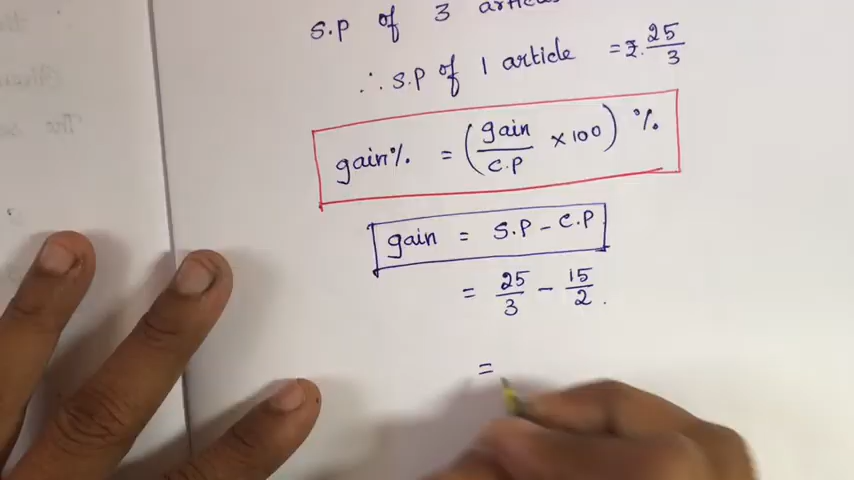 S.P of 3
∴ S.P of 1 article = ₹. 25/3
gain% = (gain/C.P × 100) %
gain = S.P - C.P
= 25/3 - 15/2.
=